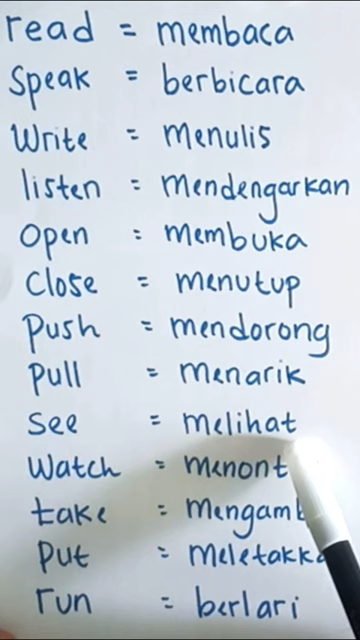 read = membaca
Speak = berbicara
Write = menulis
listen = mendengarkan
open = membuka
Close = menutup
Push = mendorong
Pull = menarik
See = melihat
Watch =
take =
Put =
run = berlari